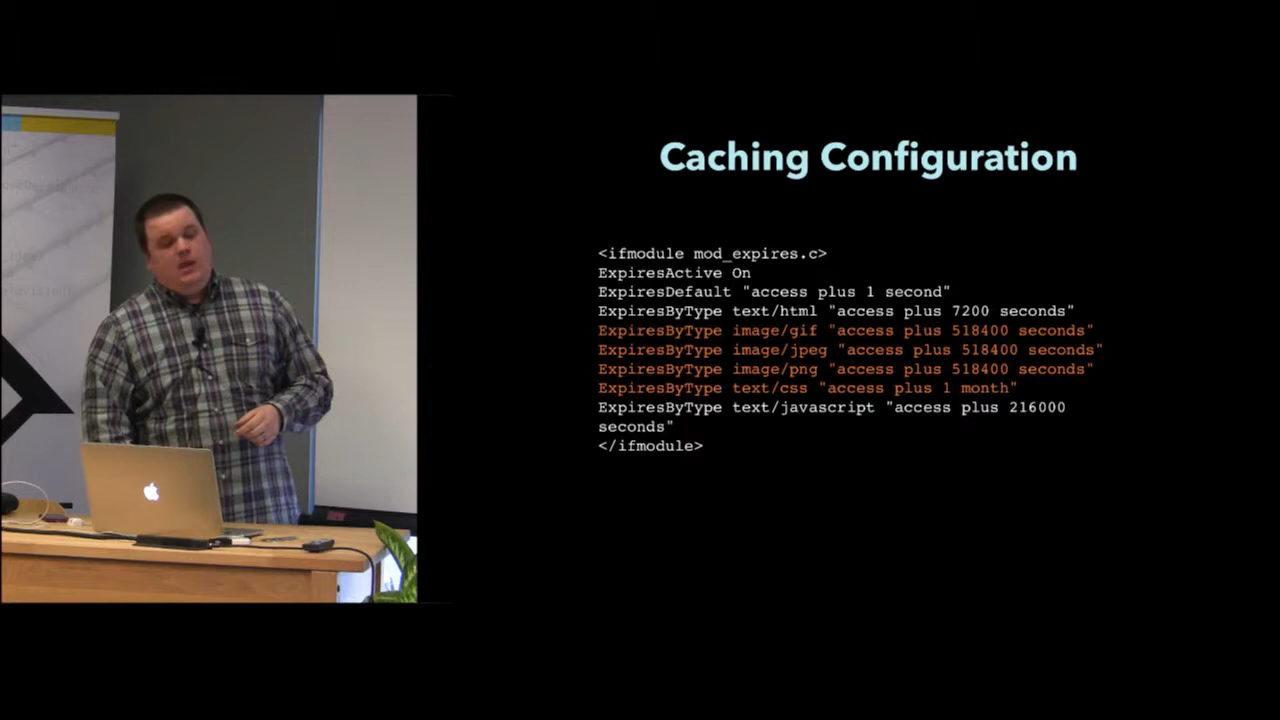 Caching Configuration
<ifmodule mod_expires.c>
ExpiresActive On
ExpiresDefault "access plus 1 second"
ExpiresByType text/html "access plus 7200 seconds"
ExpiresByType image/gif "access plus 518400 seconds"
ExpiresByType image/jpeg "access plus 518400 seconds"
ExpiresByType image/png "access plus 518400 seconds"
ExpiresByType text/css "access plus 1 month"
ExpiresByType text/javascript "access plus 216000
seconds"
</ifmodule>